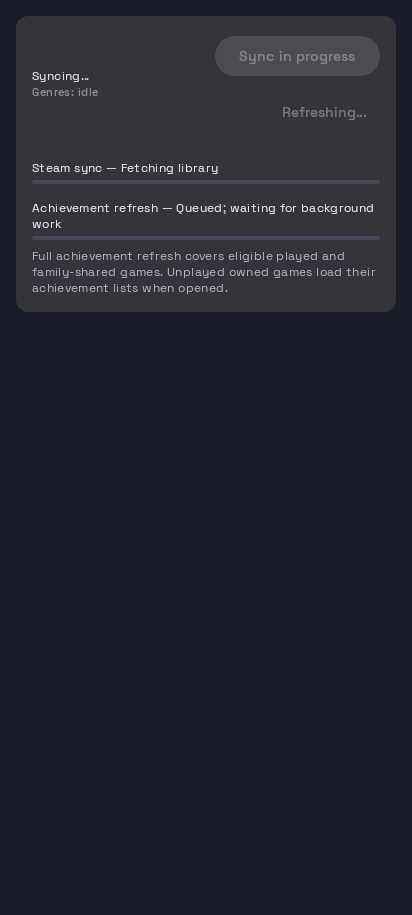 Sync in progress
Syncing...
Genres: idle
Refreshing...
Steam sync — Fetching library
Achievement refresh — Queued; waiting for background
work
Full achievement refresh covers eligible played and
family-shared games. Unplayed owned games load their
achievement lists when opened.